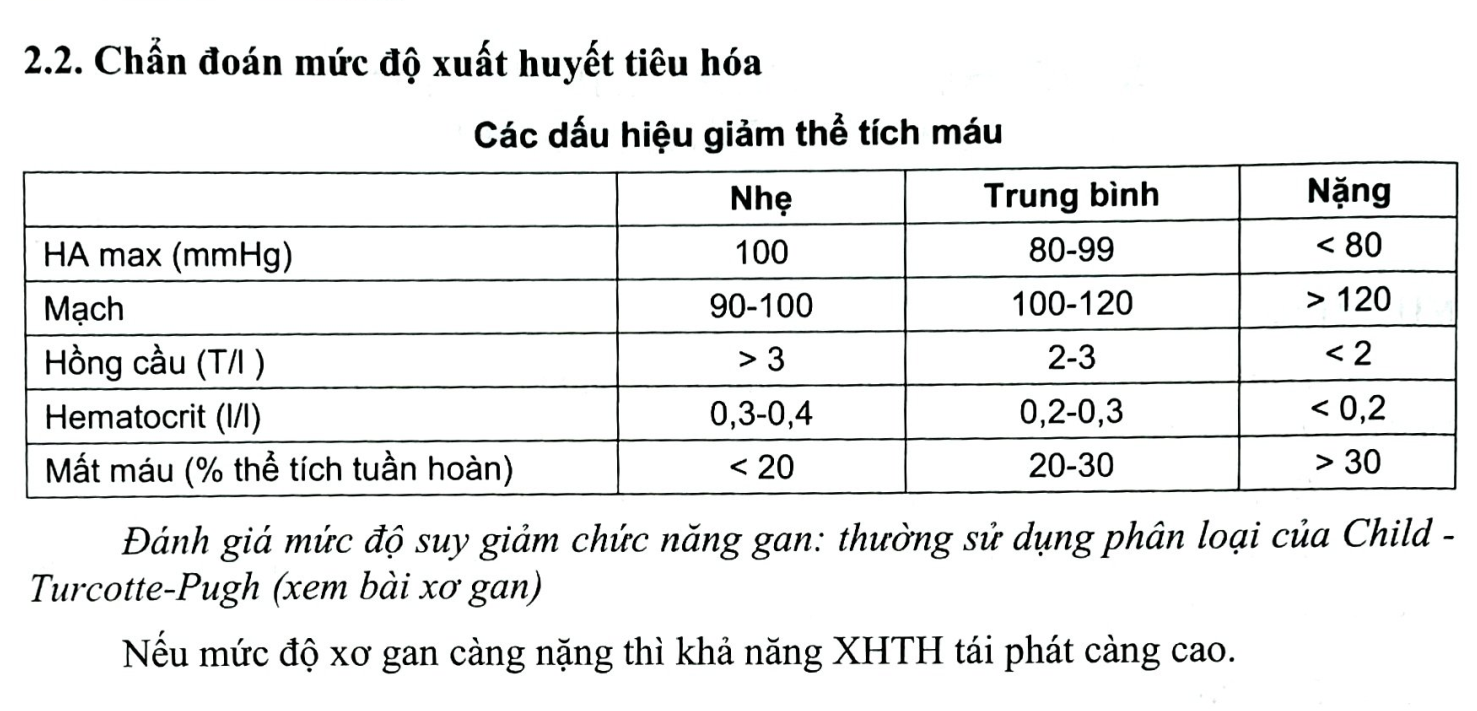 2.2. Chẩn đoán mức độ xuất huyết tiêu hóa
Các dấu hiệu giảm thể tích máu
Nhẹ Trung bình Nặng
HA max (mmHg) 100 80-99 < 80
Mạch 90-100 100-120 > 120
Hồng cầu (T/l ) > 3 2-3 < 2
Hematocrit (l/l) 0,3-0,4 0,2-0,3 < 0,2
Mất máu (% thể tích tuần hoàn) < 20 20-30 > 30
Đánh giá mức độ suy giảm chức năng gan: thường sử dụng phân loại của Child -
Turcotte-Pugh (xem bài xơ gan)
Nếu mức độ xơ gan càng nặng thì khả năng XHTH tái phát càng cao.